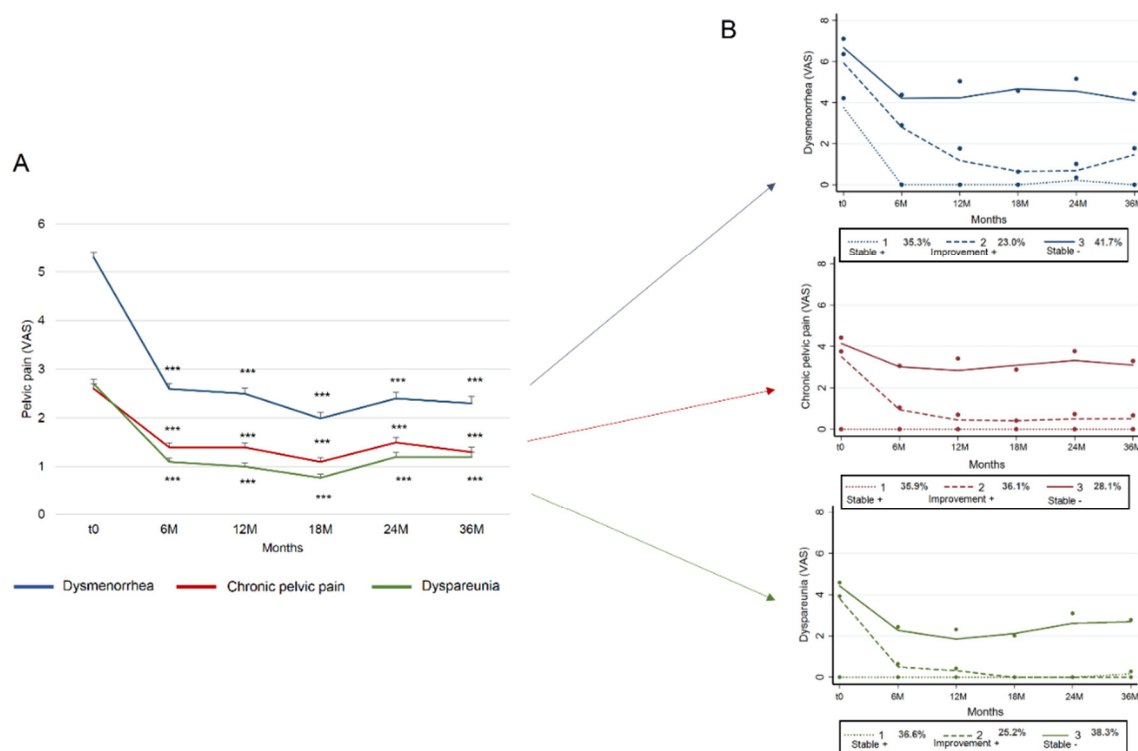 A
Pelvic pain (VAS)
6
5
4
3
2
1
0
*** *** *** *** ***
*** *** *** *** ***
*** *** *** *** ***
t0 6M 12M 18M 24M 36M
Months
Dysmenorrhea Chronic pelvic pain Dyspareunia
B
Dysmenorrhea (VAS)
8
6
4
2
0
t0 6M 12M 18M 24M 36M
Months
1 35.3% 2 23.0% 3 41.7%
Stable + Improvement + Stable -
Chronic pelvic pain (VAS)
8
6
4
2
0
t0 6M 12M 18M 24M 36M
Months
1 35.9% 2 36.1% 3 28.1%
Stable + Improvement + Stable -
Dyspareunia (VAS)
8
6
4
2
0
t0 6M 12M 18M 24M 36M
Months
1 36.6% 2 25.2% 3 38.3%
Stable + Improvement + Stable -